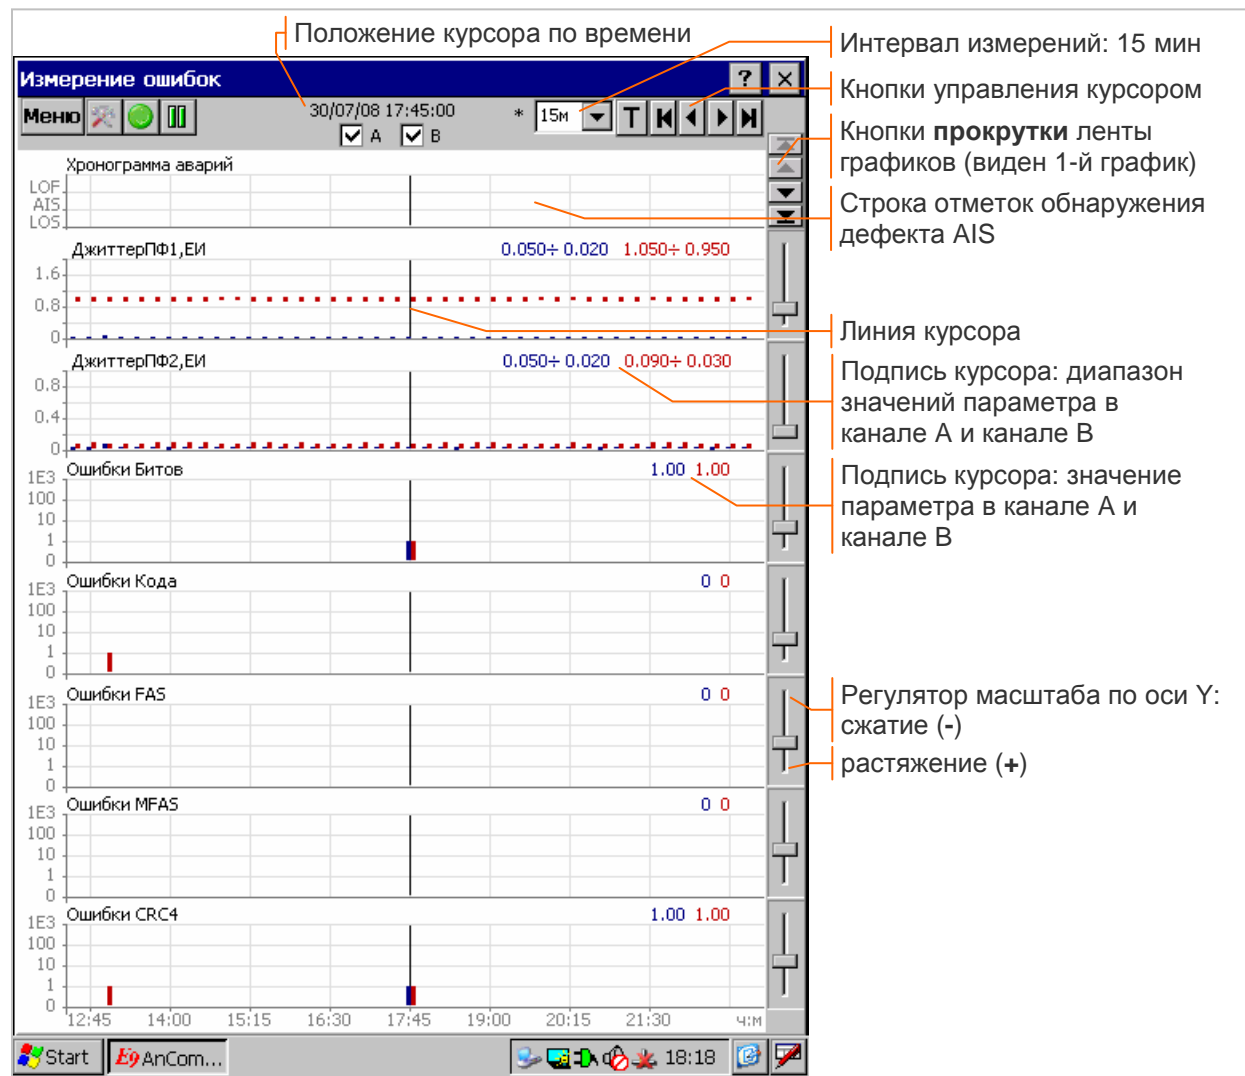 Положение курсора по времени
Интервал измерений: 15 мин
Измерение ошибок
? ×
Кнопки управления курсором
Меню
30/07/08 17:45:00
* 15м
T
A B
Кнопки прокрутки ленты
графиков (виден 1-й график)
Хронограмма аварий
LOF
AIS
LOS
Строка отметок обнаружения
дефекта AIS
ДжиттерПФ1,ЕИ 0.050÷ 0.020 1.050÷ 0.950
1.6
0.8
0
Линия курсора
ДжиттерПФ2,ЕИ 0.050÷ 0.020 0.090÷ 0.030
0.8
0.4
0
Подпись курсора: диапазон
значений параметра в
канале A и канале B
Ошибки Битов 1.00 1.00
1E3
100
10
1
0
Подпись курсора: значение
параметра в канале A и
канале B
Ошибки Кода 0 0
1E3
100
10
1
0
Ошибки FAS 0 0
1E3
100
10
1
0
Регулятор масштаба по оси Y:
сжатие (-)
растяжение (+)
Ошибки MFAS 0 0
1E3
100
10
1
0
Ошибки CRC4 1.00 1.00
1E3
100
10
1
0
12:45 14:00 15:15 16:30 17:45 19:00 20:15 21:30 ч:м
Start E9 AnCom... 18:18